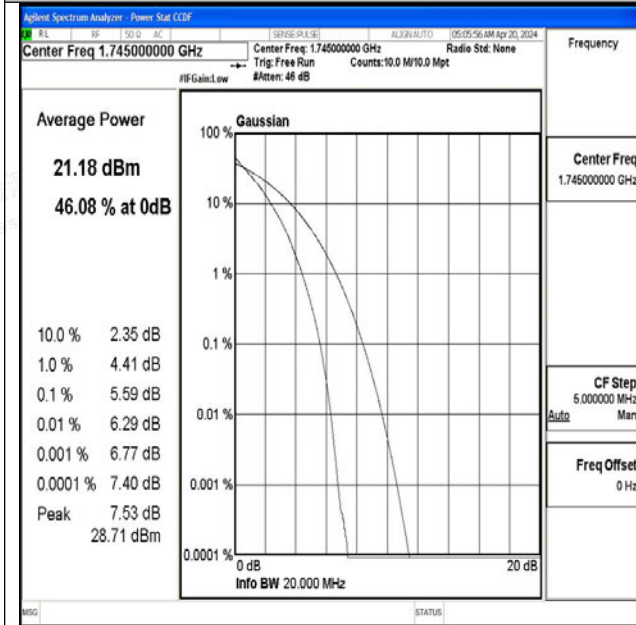 Agilent Spectrum Analyzer - Power Stat CCDF
RL RF 50 Ω AC SENSE:PULSE ALIGN AUTO 05:05:56 AM Apr 20, 2024
Center Freq 1.745000000 GHz
Center Freq: 1.745000000 GHz Radio Std: None
Trig: Free Run Counts:10.0 M/10.0 Mpt
#IFGain:Low #Atten: 46 dB
Frequency
Average Power
21.18 dBm
46.08 % at 0dB
10.0 % 2.35 dB
1.0 % 4.41 dB
0.1 % 5.59 dB
0.01 % 6.29 dB
0.001 % 6.77 dB
0.0001 % 7.40 dB
Peak 7.53 dB
28.71 dBm
Gaussian
100 %
10 %
1 %
0.1 %
0.01 %
0.001 %
0.0001 %
0 dB 20 dB
Info BW 20.000 MHz
Center Freq
1.745000000 GHz
CF Step
5.000000 MHz
Auto Man
Freq Offset
0 Hz
MSG STATUS